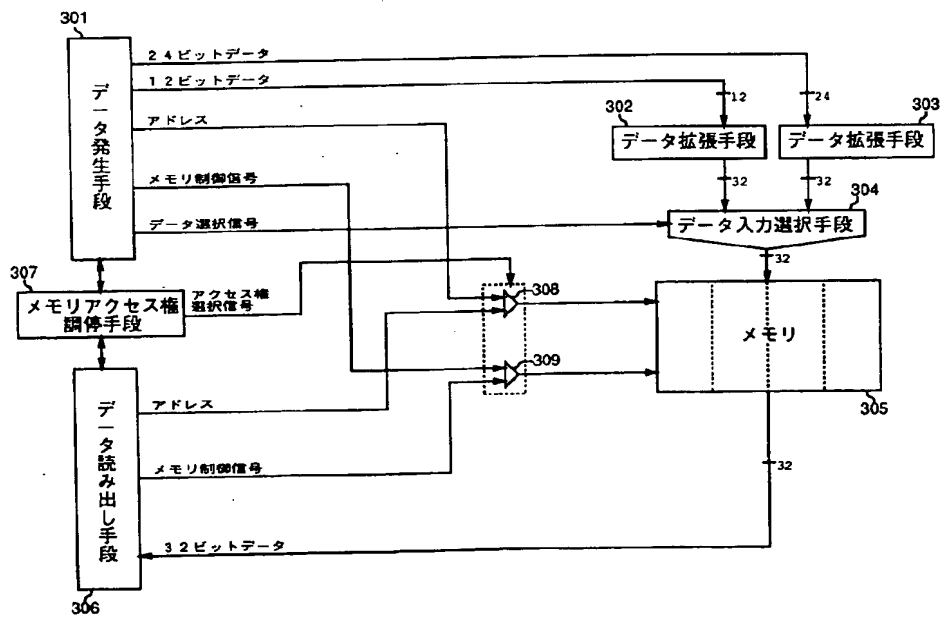 301
データ発生手段
24ビットデータ
12ビットデータ
アドレス
メモリ制御信号
データ選択信号
12
24
302
データ拡張手段
303
データ拡張手段
32
32
304
データ入力選択手段
32
307
メモリアクセス権
調停手段
アクセス権
選択信号
308
309
メモリ
305
データ読み出し手段
アドレス
メモリ制御信号
32ビットデータ
32
306